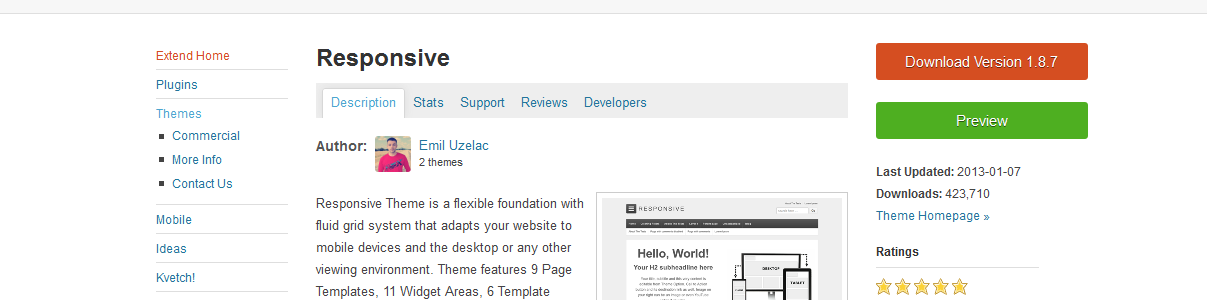 Extend Home
Plugins
Themes
Commercial
More Info
Contact Us
Mobile
Ideas
Kvetch!
Responsive
Description Stats Support Reviews Developers
Author: Emil Uzelac
2 themes
Responsive Theme is a flexible foundation with
fluid grid system that adapts your website to
mobile devices and the desktop or any other
viewing environment. Theme features 9 Page
Templates, 11 Widget Areas, 6 Template
RESPONSIVE
Hello, World!
Your H2 subheadline here
DESKTOP
TABLET
Download Version 1.8.7
Preview
Last Updated: 2013-01-07
Downloads: 423,710
Theme Homepage »
Ratings